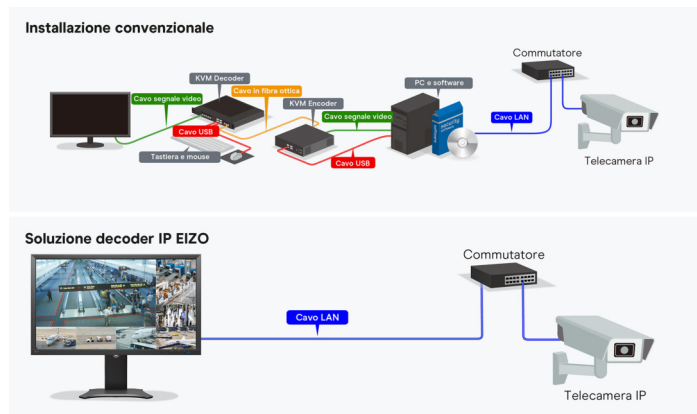 Installazione convenzionale
Commutatore
KVM Decoder
PC e software
Cavo in fibra ottica
Cavo segnale video
KVM Encoder
Cavo segnale video
Cavo LAN
Cavo USB
Tastiera e mouse
Cavo USB
Telecamera IP
Soluzione decoder IP EIZO
Commutatore
Cavo LAN
Telecamera IP